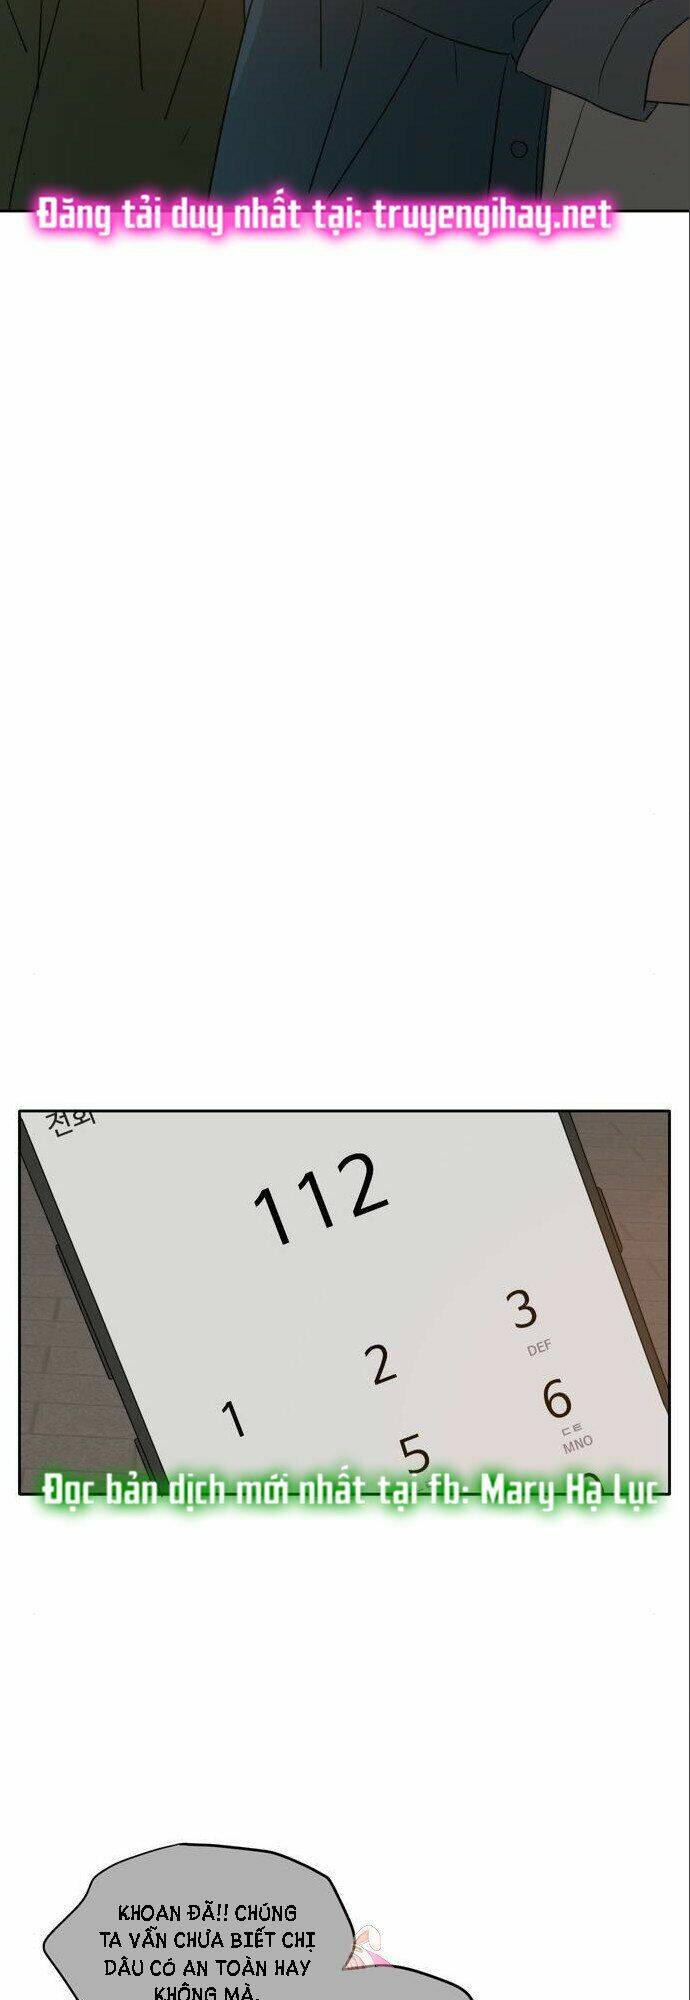 Đăng tải duy nhất tại: truyengihay.net
전화
112
3
DEF
2
1
6
ㄷㅌ
MNO
5
Đọc bản dịch mới nhất tại fb: Mary Hạ Lục
KHOAN ĐÃ!! CHÚNG
TA VẪN CHƯA BIẾT CHỊ
DÂU CÓ AN TOÀN HAY
KHÔNG MÀ.